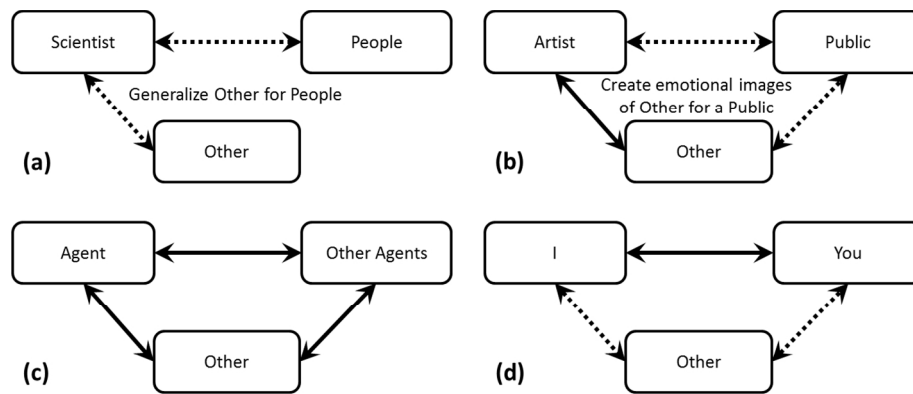 Scientist
People
Generalize Other for People
Other
(a)
Artist
Public
Create emotional images
of Other for a Public
Other
(b)
Agent
Other Agents
Other
(c)
I
You
Other
(d)